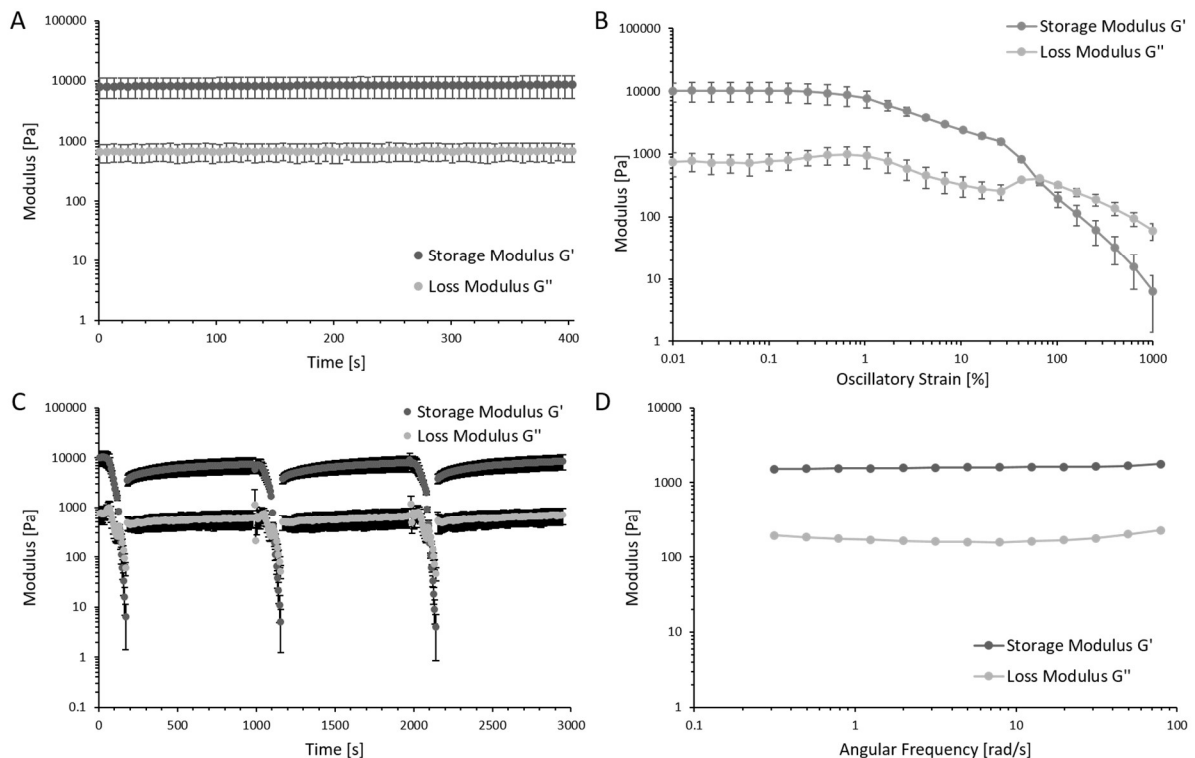 A
100000
10000
1000
100
10
1
Modulus [Pa]
Storage Modulus G'
Loss Modulus G''
0
100
200
300
400
Time [s]
B
Storage Modulus G'
Loss Modulus G''
100000
10000
1000
100
10
1
Modulus [Pa]
0.01
0.1
1
10
100
1000
Oscillatory Strain [%]
C
100000
10000
1000
100
10
1
0.1
Modulus [Pa]
Storage Modulus G'
Loss Modulus G''
0
500
1000
1500
2000
2500
3000
Time [s]
D
10000
1000
100
10
1
Modulus [Pa]
Storage Modulus G'
Loss Modulus G''
0.1
1
10
100
Angular Frequency [rad/s]